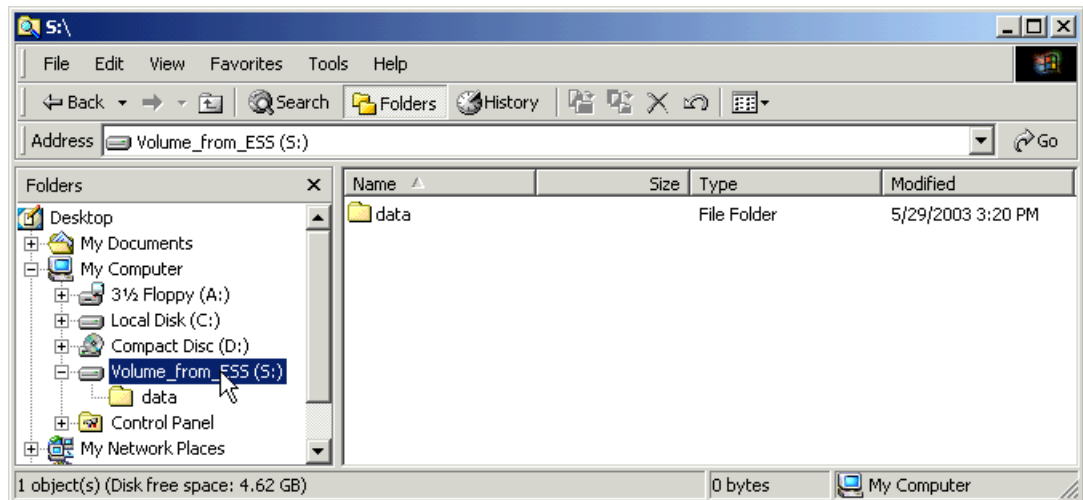 S:\
File Edit View Favorites Tools Help
Back Search Folders History
Address Volume_from_ESS (S:) Go
Folders Name Size Type Modified
Desktop
My Documents
My Computer
3½ Floppy (A:)
Local Disk (C:)
Compact Disc (D:)
Volume_from_ESS (S:)
data
Control Panel
My Network Places
data File Folder 5/29/2003 3:20 PM
1 object(s) (Disk free space: 4.62 GB) 0 bytes My Computer